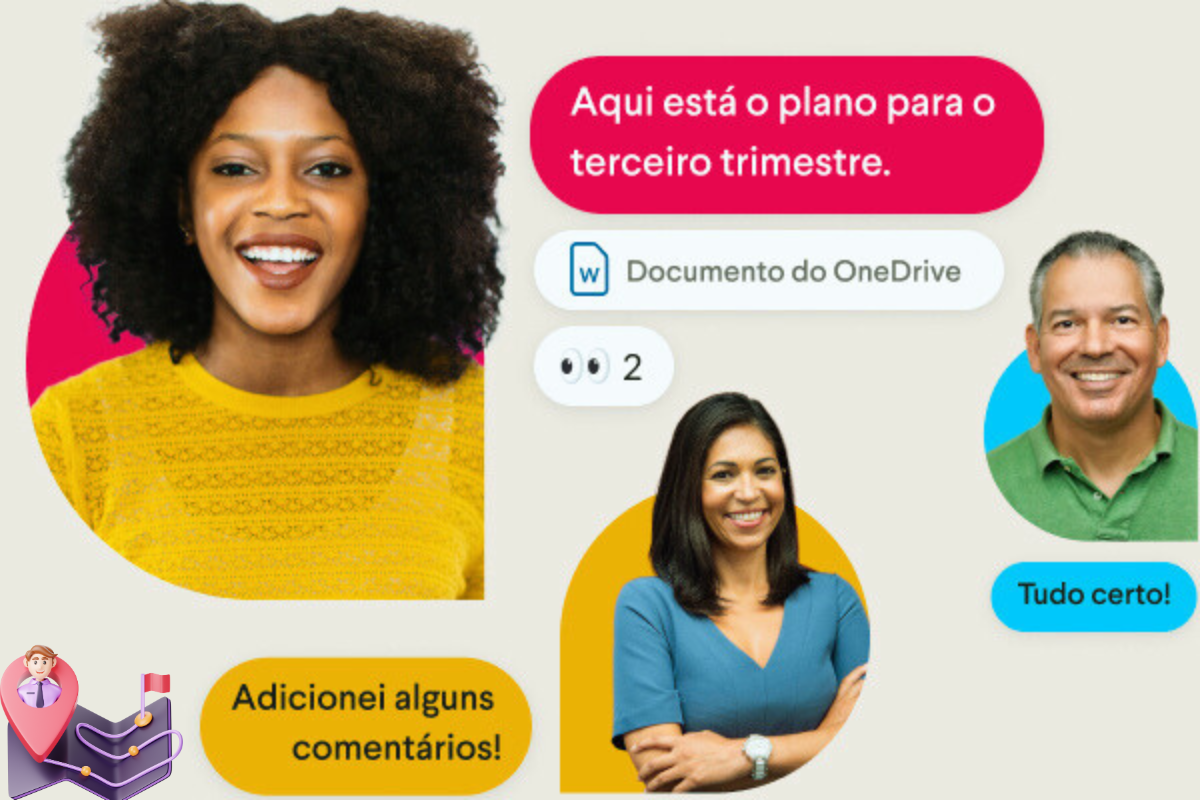 Aqui está o plano para o
terceiro trimestre.
W Documento do OneDrive
👀 2
Tudo certo!
Adicionei alguns
comentários!